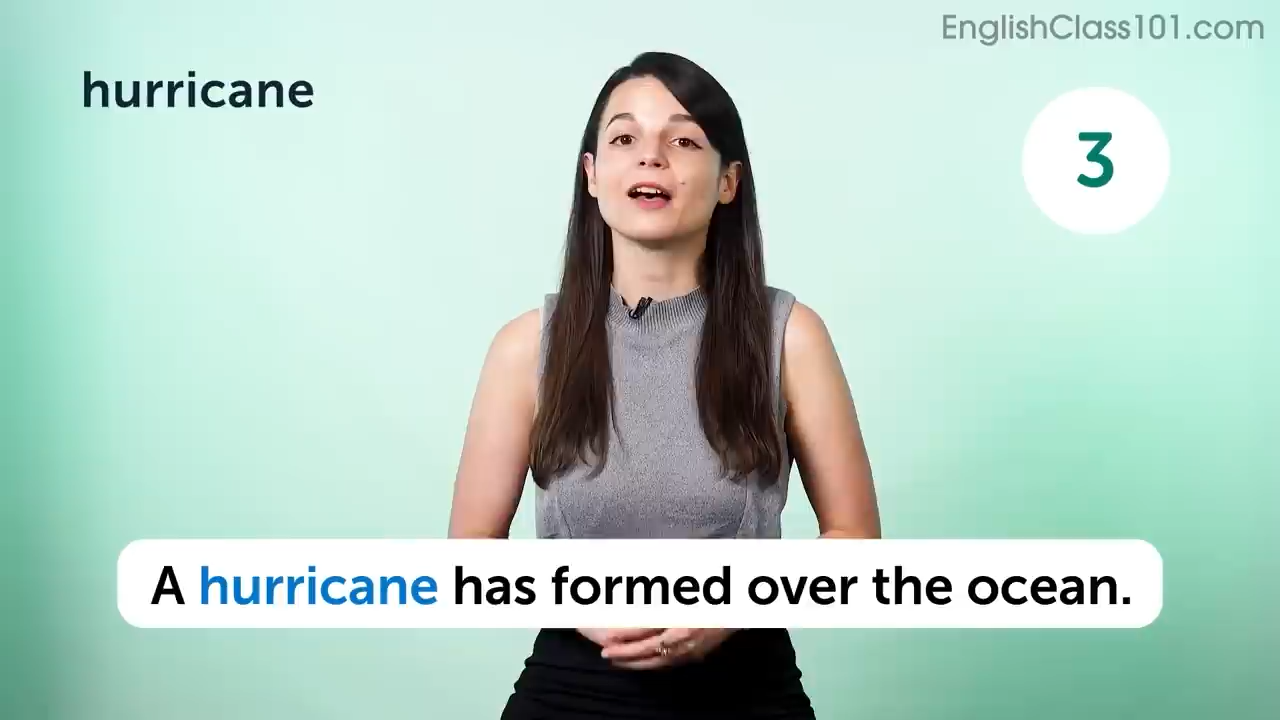 EnglishClass101.com
hurricane
3
A hurricane has formed over the ocean.